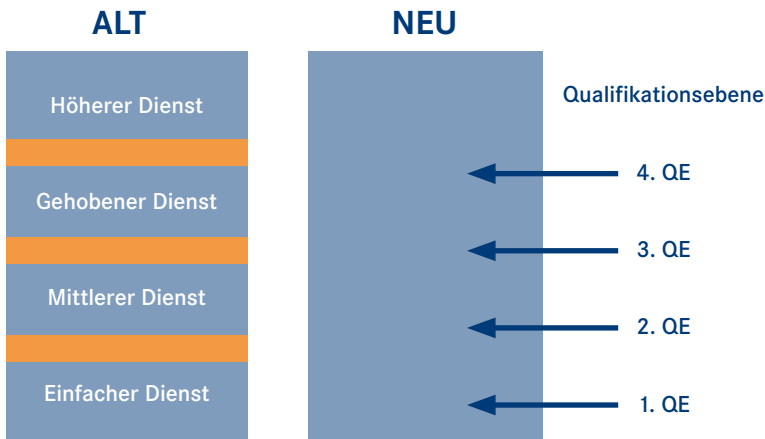 ALT
NEU
Höherer Dienst
Gehobener Dienst
Mittlerer Dienst
Einfacher Dienst
Qualifikationsebene
4. QE
3. QE
2. QE
1. QE